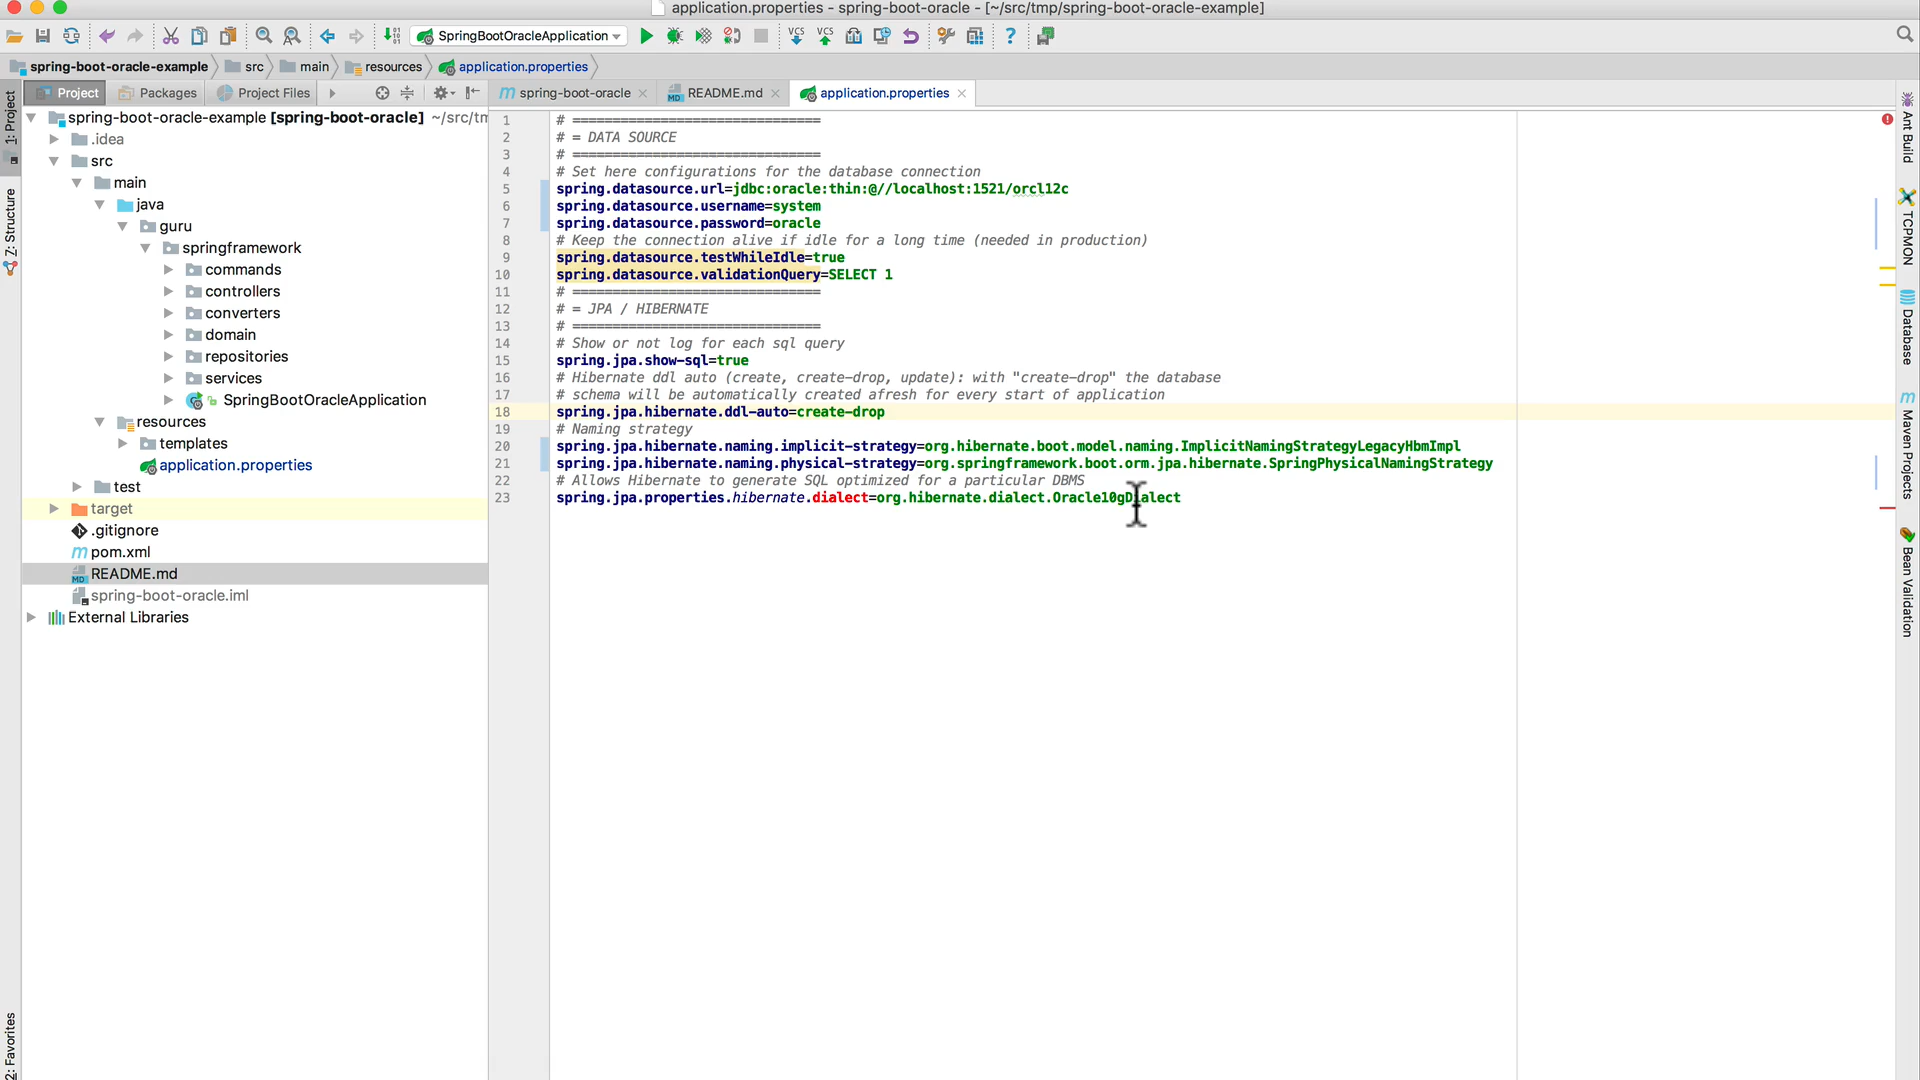 application.properties - spring-boot-oracle - [~/src/tmp/spring-boot-oracle-example]
SpringBootOracleApplication
VCS VCS ?
spring-boot-oracle-example src main resources application.properties
Project Packages Project Files
spring-boot-oracle README.md application.properties
1: Project
Z: Structure
2: Favorites
spring-boot-oracle-example [spring-boot-oracle] ~/src/tm
.idea
src
main
java
guru
springframework
commands
controllers
converters
domain
repositories
services
SpringBootOracleApplication
resources
templates
application.properties
test
target
.gitignore
pom.xml
README.md
spring-boot-oracle.iml
External Libraries
1 # ===============================
2 # = DATA SOURCE
3 # ===============================
4 # Set here configurations for the database connection
5 spring.datasource.url=jdbc:oracle:thin:@//localhost:1521/orcl12c
6 spring.datasource.username=system
7 spring.datasource.password=oracle
8 # Keep the connection alive if idle for a long time (needed in production)
9 spring.datasource.testWhileIdle=true
10 spring.datasource.validationQuery=SELECT 1
11 # ===============================
12 # = JPA / HIBERNATE
13 # ===============================
14 # Show or not log for each sql query
15 spring.jpa.show-sql=true
16 # Hibernate ddl auto (create, create-drop, update): with "create-drop" the database
17 # schema will be automatically created afresh for every start of application
18 spring.jpa.hibernate.ddl-auto=create-drop
19 # Naming strategy
20 spring.jpa.hibernate.naming.implicit-strategy=org.hibernate.boot.model.naming.ImplicitNamingStrategyLegacyHbmImpl
21 spring.jpa.hibernate.naming.physical-strategy=org.springframework.boot.orm.jpa.hibernate.SpringPhysicalNamingStrategy
22 # Allows Hibernate to generate SQL optimized for a particular DBMS
23 spring.jpa.properties.hibernate.dialect=org.hibernate.dialect.Oracle10gDialect
Ant Build
TCPMON
Database
Maven Projects
Bean Validation